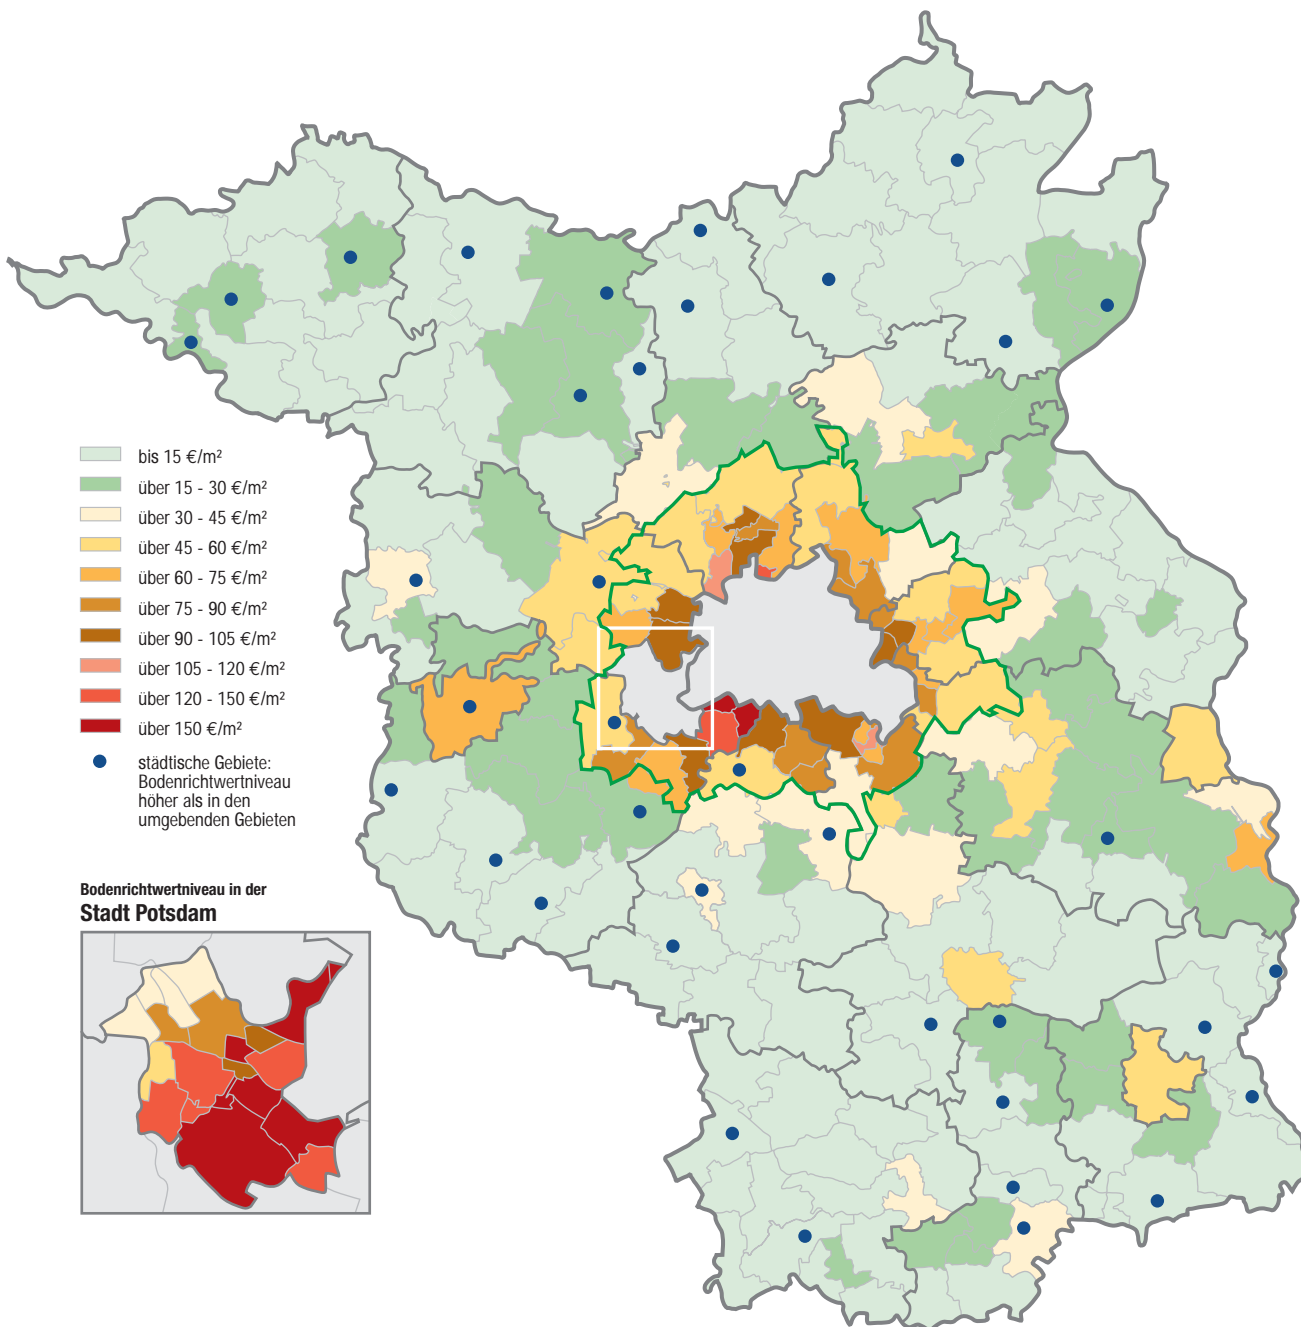 bis 15 €/m²
über 15 - 30 €/m²
über 30 - 45 €/m²
über 45 - 60 €/m²
über 60 - 75 €/m²
über 75 - 90 €/m²
über 90 - 105 €/m²
über 105 - 120 €/m²
über 120 - 150 €/m²
über 150 €/m²
städtische Gebiete:
Bodenrichtwertniveau
höher als in den
umgebenden Gebieten
Bodenrichtwertniveau in der
Stadt Potsdam